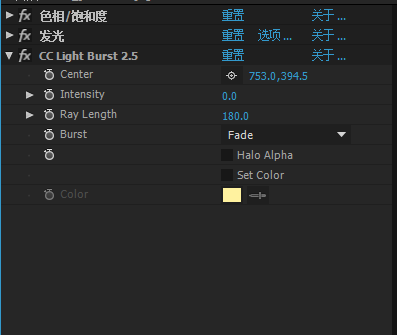 fx 色相/饱和度 重置 关于 ...
fx 发光 重置 选项 ... 关于 ...
fx CC Light Burst 2.5 重置 关于 ...
Center 753.0,394.5
Intensity 0.0
Ray Length 180.0
Burst Fade
Halo Alpha
Set Color
Color